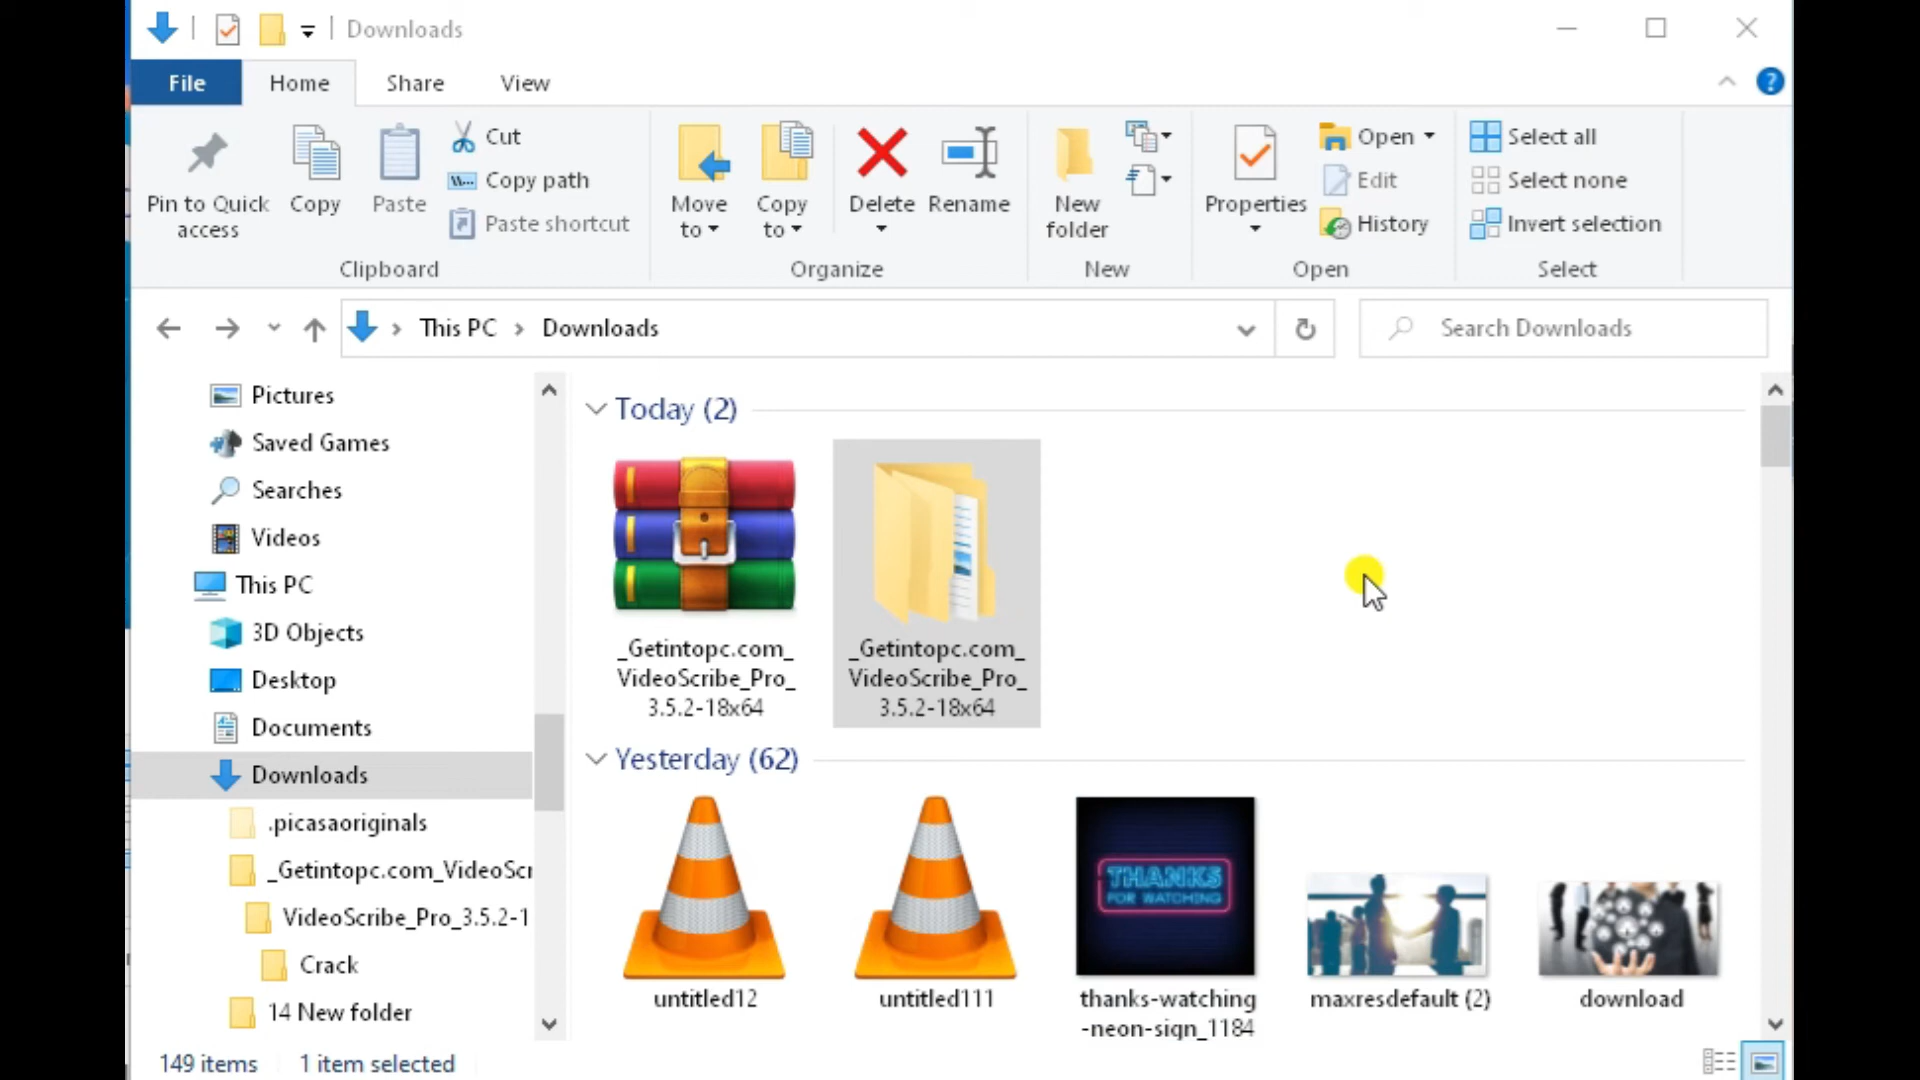 Downloads
File Home Share View
Pin to Quick access
Copy
Paste
Cut
Copy path
Paste shortcut
Clipboard
Move to
Copy to
Delete
Rename
Organize
New folder
New
Properties
Open
Edit
History
Open
Select all
Select none
Invert selection
Select
This PC > Downloads
Search Downloads
Pictures
Saved Games
Searches
Videos
This PC
3D Objects
Desktop
Documents
Downloads
.picasaoriginals
_Getintopc.com_VideoScr
VideoScribe_Pro_3.5.2-1
Crack
14 New folder
Today (2)
_Getintopc.com_
VideoScribe_Pro_
3.5.2-18x64
_Getintopc.com_
VideoScribe_Pro_
3.5.2-18x64
Yesterday (62)
THANKS
FOR WATCHING
untitled12
untitled111
thanks-watching
-neon-sign_1184
maxresdefault (2)
download
149 items
1 item selected